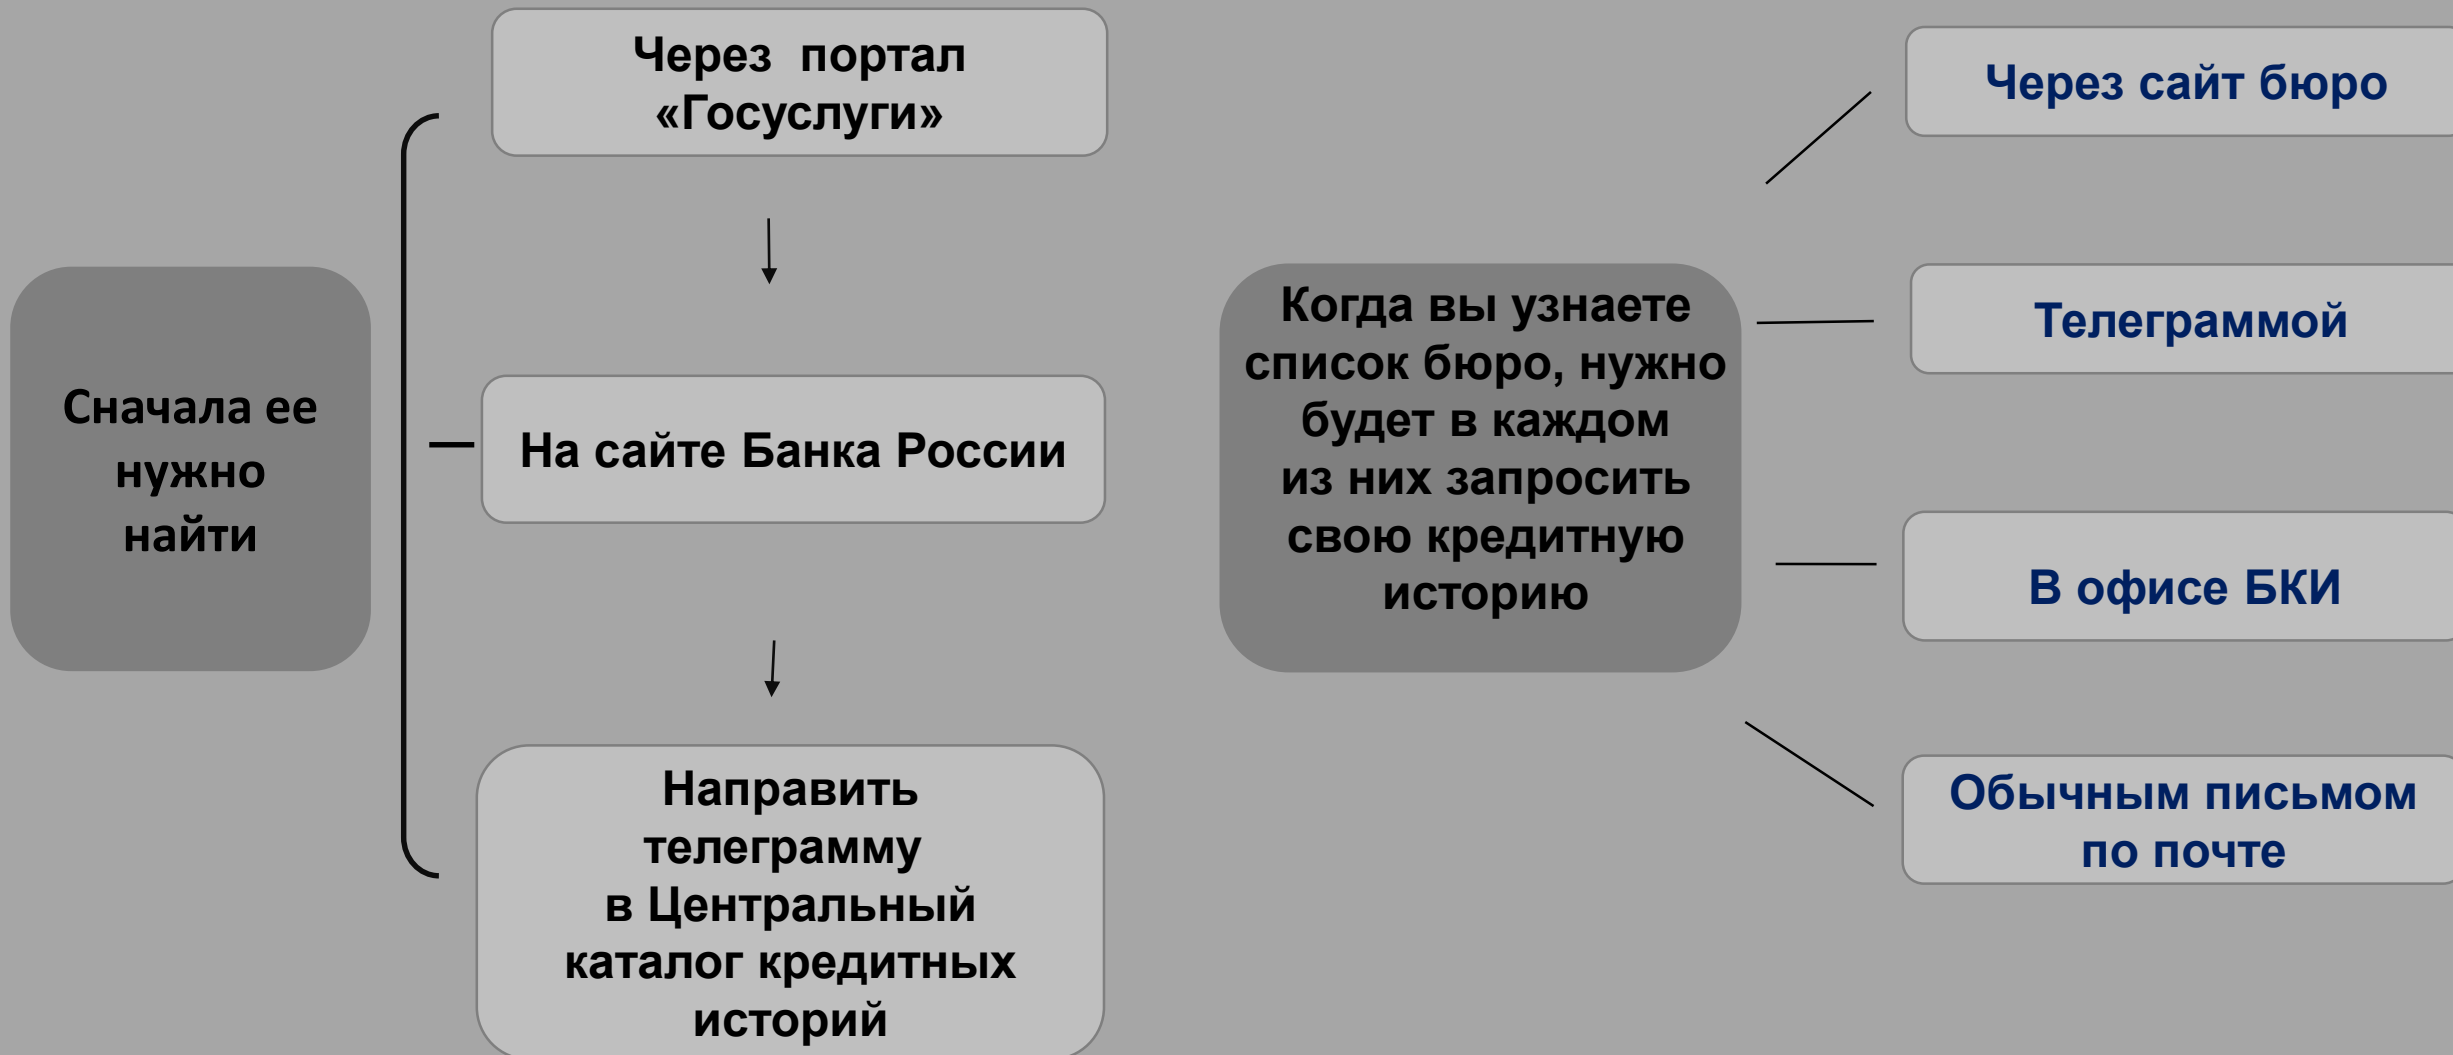 Сначала ее
нужно
найти
Через портал
«Госуслуги»
На сайте Банка России
Направить
телеграмму
в Центральный
каталог кредитных
историй
Когда вы узнаете
список бюро, нужно
будет в каждом
из них запросить
свою кредитную
историю
Через сайт бюро
Телеграммой
В офисе БКИ
Обычным письмом
по почте